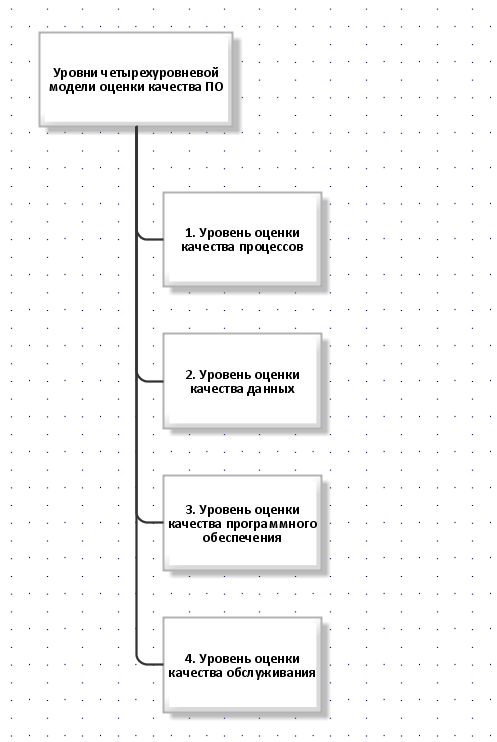 Уровни четырехуровневой
модели оценки качества ПО
1. Уровень оценки
качества процессов
2. Уровень оценки
качества данных
3. Уровень оценки
качества программного
обеспечения
4. Уровень оценки
качества обслуживания